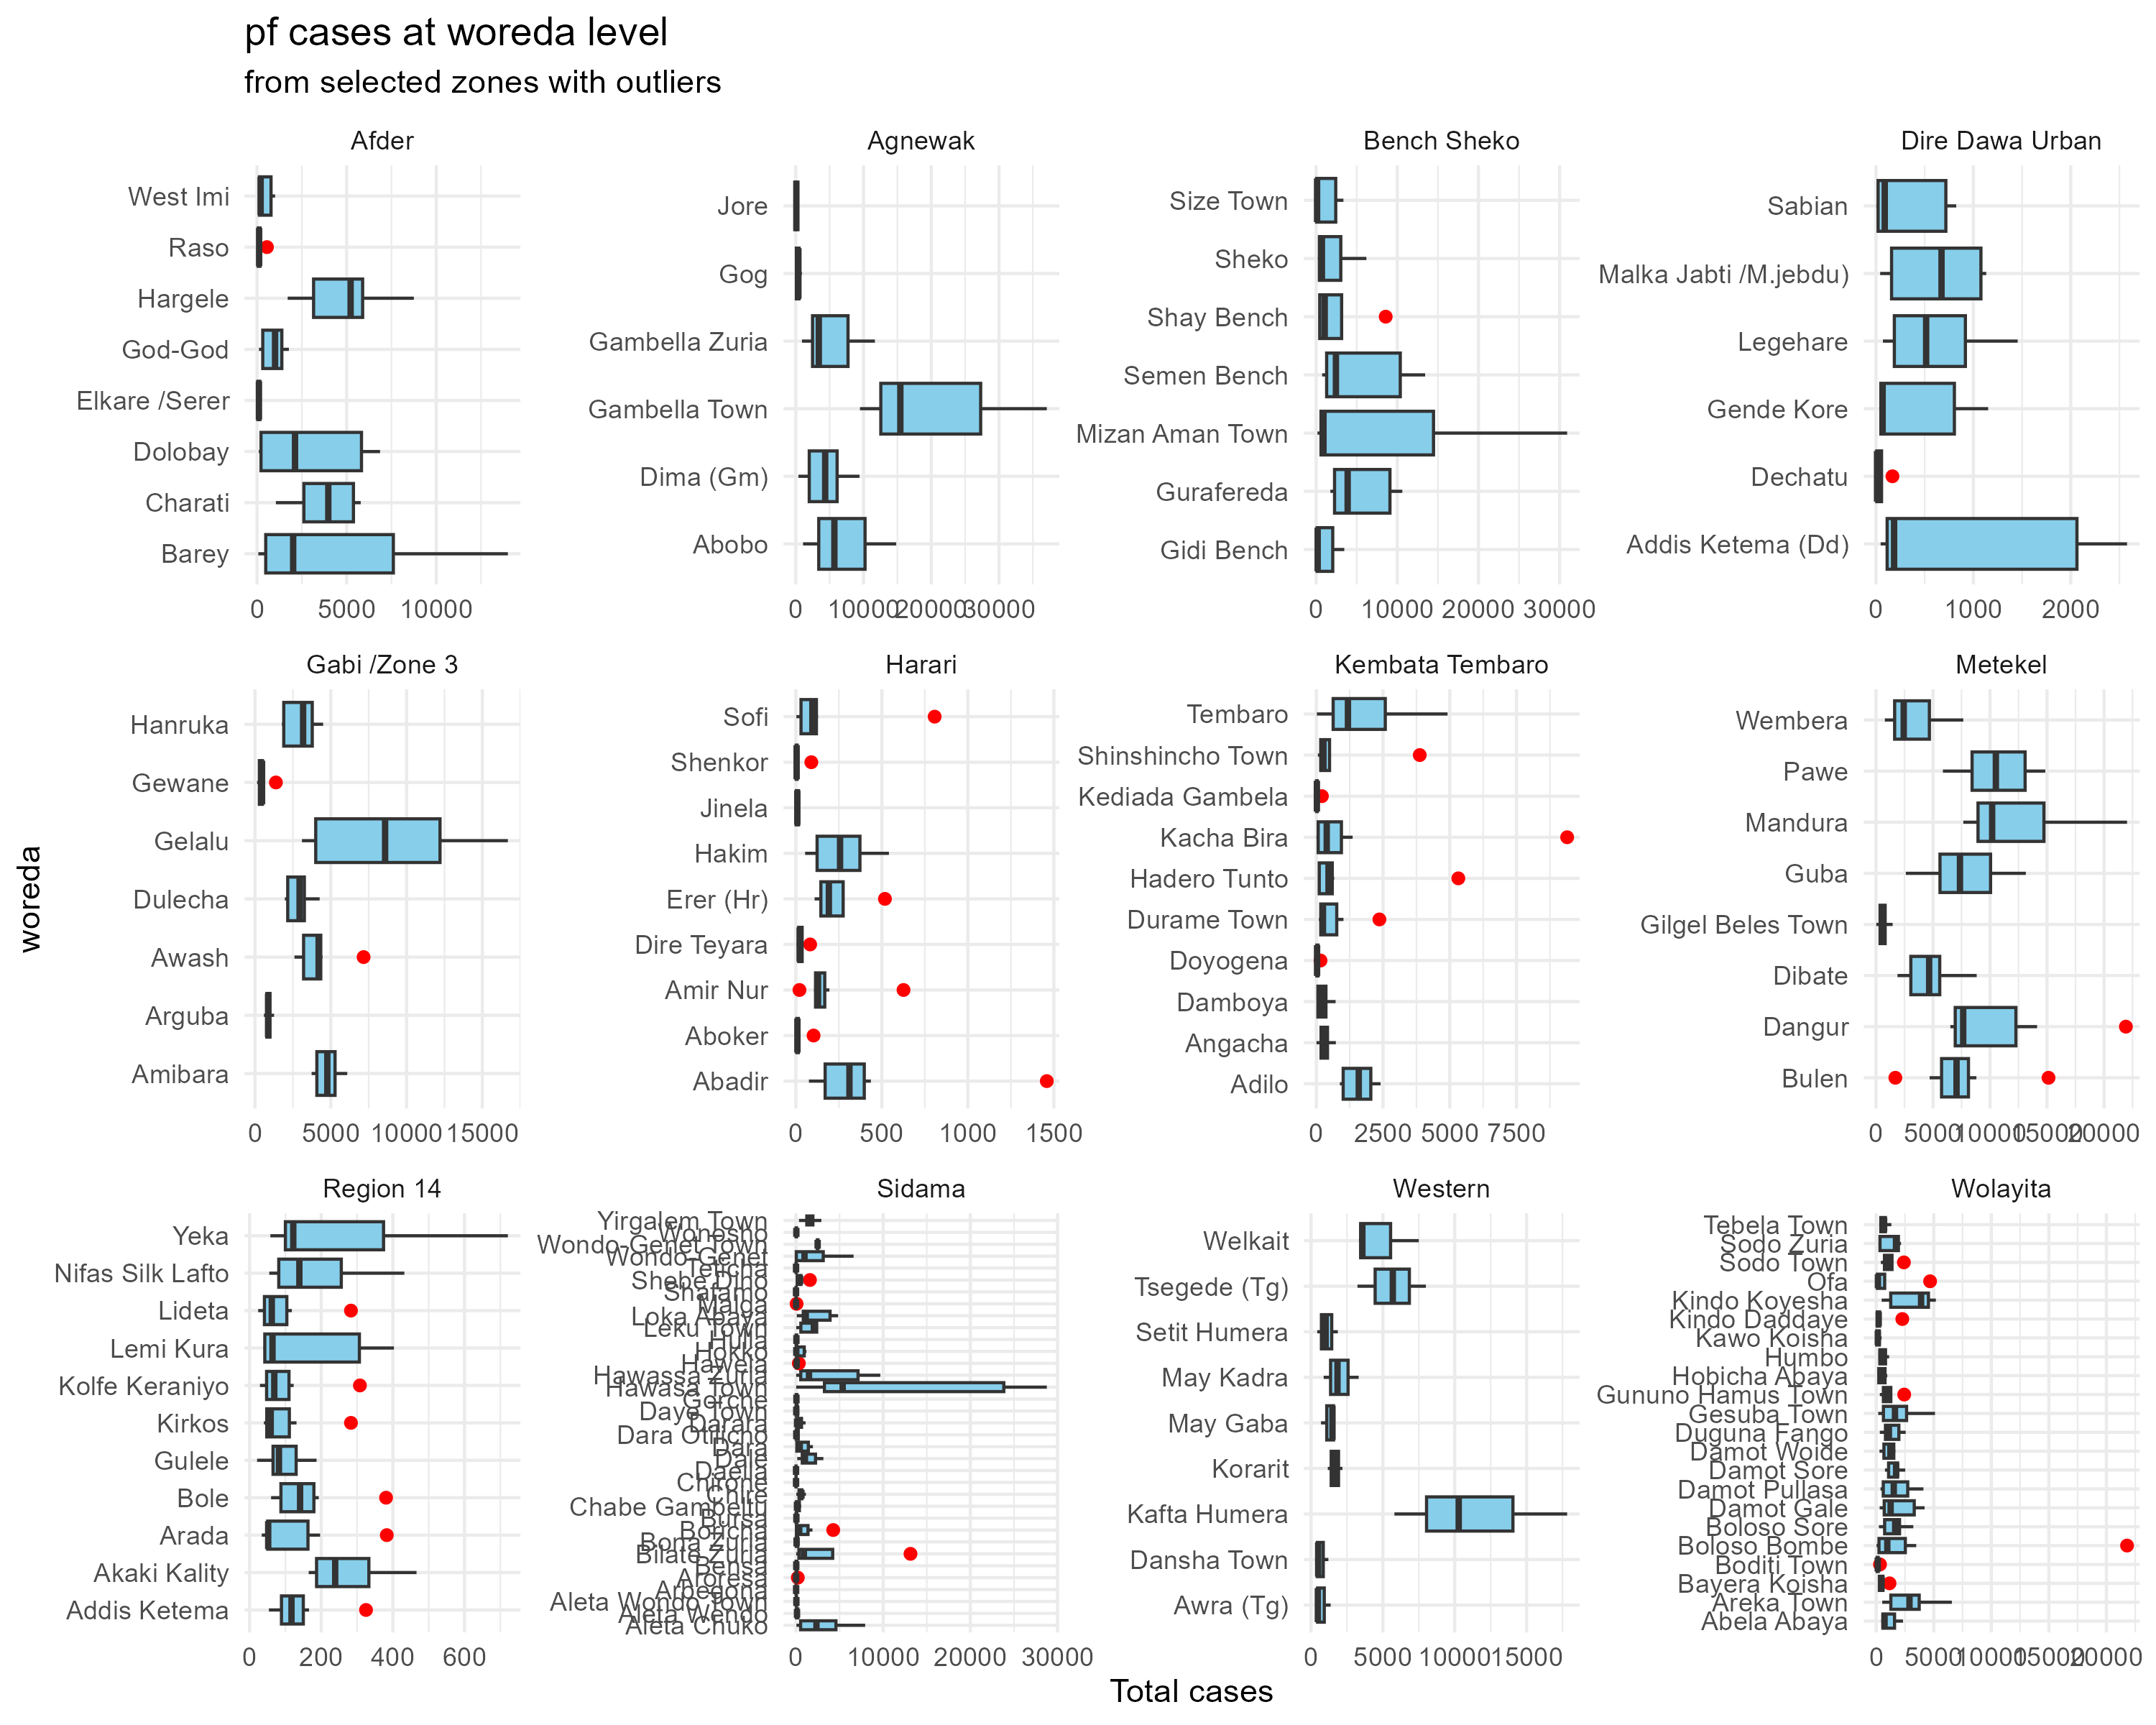 pf cases at woreda level
from selected zones with outliers
Afder
West Imi
Raso
Hargele
God-God
Elkare /Serer
Dolobay
Charati
Barey
0 5000 10000
Agnewak
Jore
Gog
Gambella Zuria
Gambella Town
Dima (Gm)
Abobo
0 10000 20000 30000
Bench Sheko
Size Town
Sheko
Shay Bench
Semen Bench
Mizan Aman Town
Gurafereda
Gidi Bench
0 10000 20000 30000
Dire Dawa Urban
Sabian
Malka Jabti /M.jebdu)
Legehare
Gende Kore
Dechatu
Addis Ketema (Dd)
0 1000 2000
Gabi /Zone 3
Hanruka
Gewane
Gelalu
Dulecha
Awash
Arguba
Amibara
0 5000 10000 15000
Harari
Sofi
Shenkor
Jinela
Hakim
Erer (Hr)
Dire Teyara
Amir Nur
Aboker
Abadir
0 500 1000 1500
Kembata Tembaro
Tembaro
Shinshincho Town
Kediada Gambela
Kacha Bira
Hadero Tunto
Durame Town
Doyogena
Damboya
Angacha
Adilo
0 2500 5000 7500
Metekel
Wembera
Pawe
Mandura
Guba
Gilgel Beles Town
Dibate
Dangur
Bulen
0 5000 10000 15000 20000
Region 14
Yeka
Nifas Silk Lafto
Lideta
Lemi Kura
Kolfe Keraniyo
Kirkos
Gulele
Bole
Arada
Akaki Kality
Addis Ketema
0 200 400 600
Sidama
Yirgalem Town
Wonosho
Wondo-Genet Town
Wondo-Genet
Teticha
Shebe Dino
Shafamo
Malga
Loka Abaya
Leku Town
Hula
Hokko
Hawela
Hawassa Zuria
Hawasa Town
Gorche
Daye Town
Darara
Dara Otilcho
Dara
Dale
Daella
Chirone
Chire
Chabe Gambeltu
Bursa
Boricha
Bona Zuria
Bilate Zuria
Bensa
Aroresa
Arbegona
Aleta Wondo Town
Aleta Wendo
Aleta Chuko
0 10000 20000 30000
Western
Welkait
Tsegede (Tg)
Setit Humera
May Kadra
May Gaba
Korarit
Kafta Humera
Dansha Town
Awra (Tg)
0 5000 10000 15000
Wolayita
Tebela Town
Sodo Zuria
Sodo Town
Ofa
Kindo Koyesha
Kindo Daddaye
Kawo Koisha
Humbo
Hobicha Abaya
Gununo Hamus Town
Gesuba Town
Duguna Fango
Damot Woide
Damot Sore
Damot Pullasa
Damot Gale
Boloso Sore
Boloso Bombe
Boditi Town
Bayera Koisha
Areka Town
Abela Abaya
0 5000 10000 15000 20000
woreda
Total cases